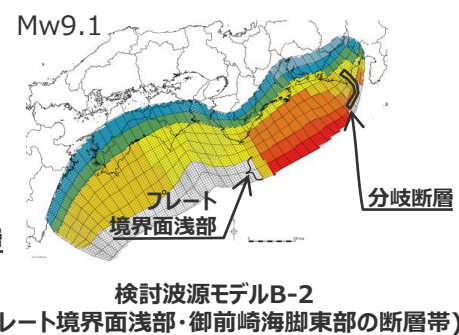 Mw9.1
プレート
境界面浅部
分岐断層
検討波源モデルB-2
レート境界面浅部・御前崎海脚東部の断層帯)